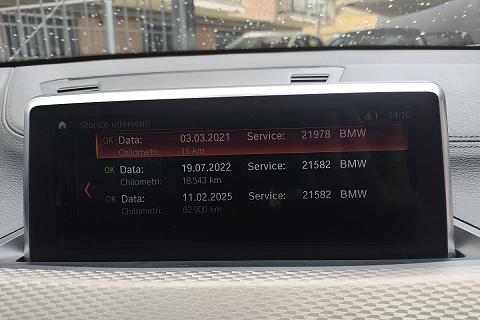 Storico interventi 1 14:10
OK Data: 03.03.2021 Service: 21978 BMW
Chilometri: 16 km
OK Data: 19.07.2022 Service: 21582 BMW
Chilometri: 18.543 km
OK Data: 11.02.2025 Service: 21582 BMW
Chilometri: 62.900 km